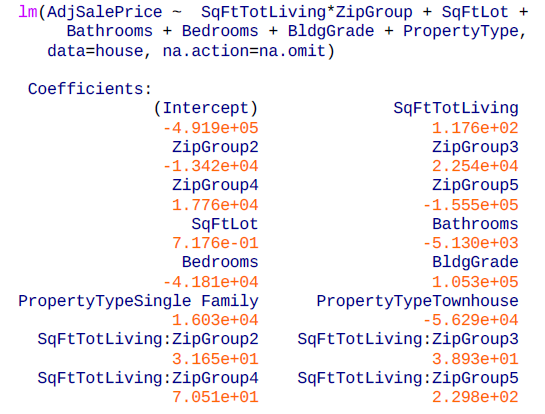 lm(AdjSalePrice ~  SqFtTotLiving*ZipGroup + SqFtLot +
     Bathrooms + Bedrooms + BldgGrade + PropertyType,
   data=house, na.action=na.omit)

 Coefficients:
              (Intercept)              SqFtTotLiving
               -4.919e+05                  1.176e+02
                ZipGroup2                  ZipGroup3
               -1.342e+04                  2.254e+04
                ZipGroup4                  ZipGroup5
                1.776e+04                 -1.555e+05
                  SqFtLot                  Bathrooms
                7.176e-01                 -5.130e+03
                 Bedrooms                  BldgGrade
               -4.181e+04                  1.053e+05
PropertyTypeSingle Family      PropertyTypeTownhouse
                1.603e+04                 -5.629e+04
  SqFtTotLiving:ZipGroup2    SqFtTotLiving:ZipGroup3
                3.165e+01                  3.893e+01
  SqFtTotLiving:ZipGroup4    SqFtTotLiving:ZipGroup5
                7.051e+01                  2.298e+02